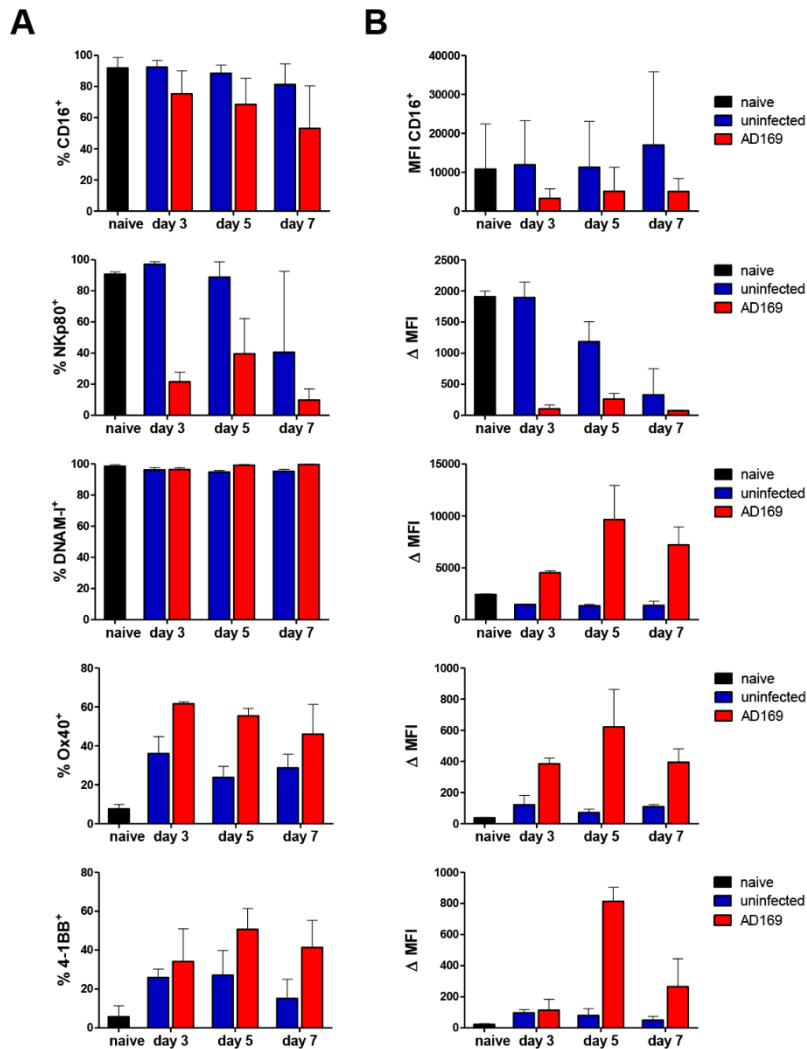 A
B
% CD16⁺
100
80
60
40
20
0
naive day 3 day 5 day 7
MFI CD16⁺
40000
30000
20000
10000
0
naive day 3 day 5 day 7
naive
uninfected
AD169
% NKp80⁺
100
80
60
40
20
0
naive day 3 day 5 day 7
Δ MFI
2500
2000
1500
1000
500
0
naive day 3 day 5 day 7
naive
uninfected
AD169
% DNAM-I⁺
100
80
60
40
20
0
naive day 3 day 5 day 7
Δ MFI
15000
10000
5000
0
naive day 3 day 5 day 7
naive
uninfected
AD169
% Ox40⁺
80
60
40
20
0
naive day 3 day 5 day 7
Δ MFI
1000
800
600
400
200
0
naive day 3 day 5 day 7
naive
uninfected
AD169
% 4-1BB⁺
80
60
40
20
0
naive day 3 day 5 day 7
Δ MFI
1000
800
600
400
200
0
naive day 3 day 5 day 7
naive
uninfected
AD169